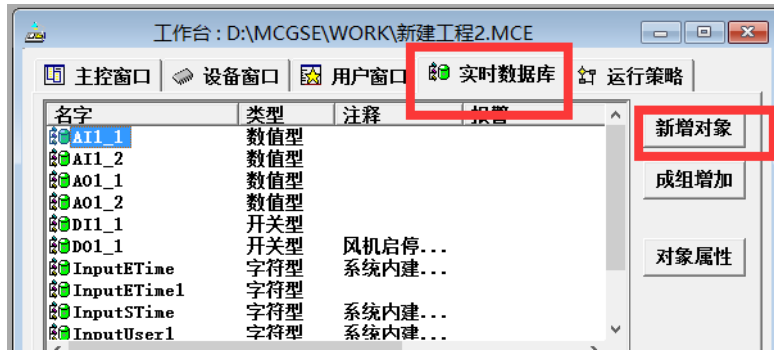 工作台 : D:\MCGSE\WORK\新建工程2.MCE
主控窗口 设备窗口 用户窗口 实时数据库 运行策略
名字 类型 注释 报警
新增对象
AI1_1 数值型
AI1_2 数值型
成组增加
AO1_1 数值型
AO1_2 数值型
DI1_1 开关型
DO1_1 开关型 风机启停...
对象属性
InputETime 字符型 系统内建...
InputETime1 字符型
InputSTime 字符型 系统内建...
InputUser1 字符型 系统内建...